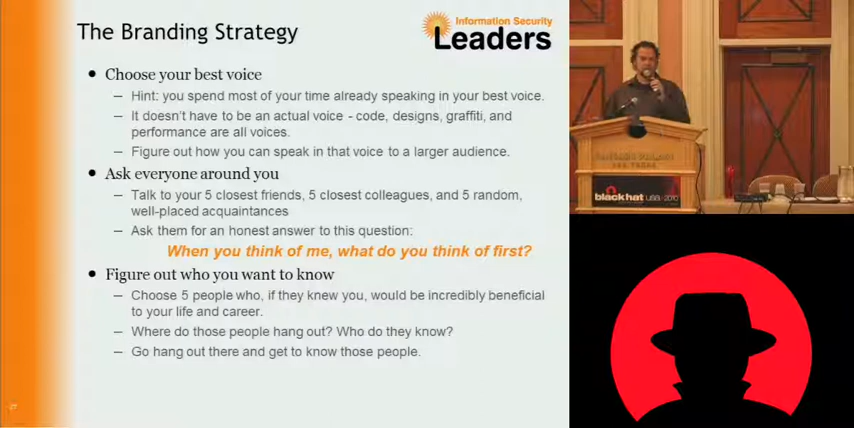 The Branding Strategy
Information Security
Leaders
• Choose your best voice
– Hint: you spend most of your time already speaking in your best voice.
– It doesn't have to be an actual voice - code, designs, graffiti, and
performance are all voices.
– Figure out how you can speak in that voice to a larger audience.
• Ask everyone around you
– Talk to your 5 closest friends, 5 closest colleagues, and 5 random,
well-placed acquaintances
– Ask them for an honest answer to this question:
When you think of me, what do you think of first?
• Figure out who you want to know
– Choose 5 people who, if they knew you, would be incredibly beneficial
to your life and career.
– Where do those people hang out? Who do they know?
– Go hang out there and get to know those people.
black hat USA 2010